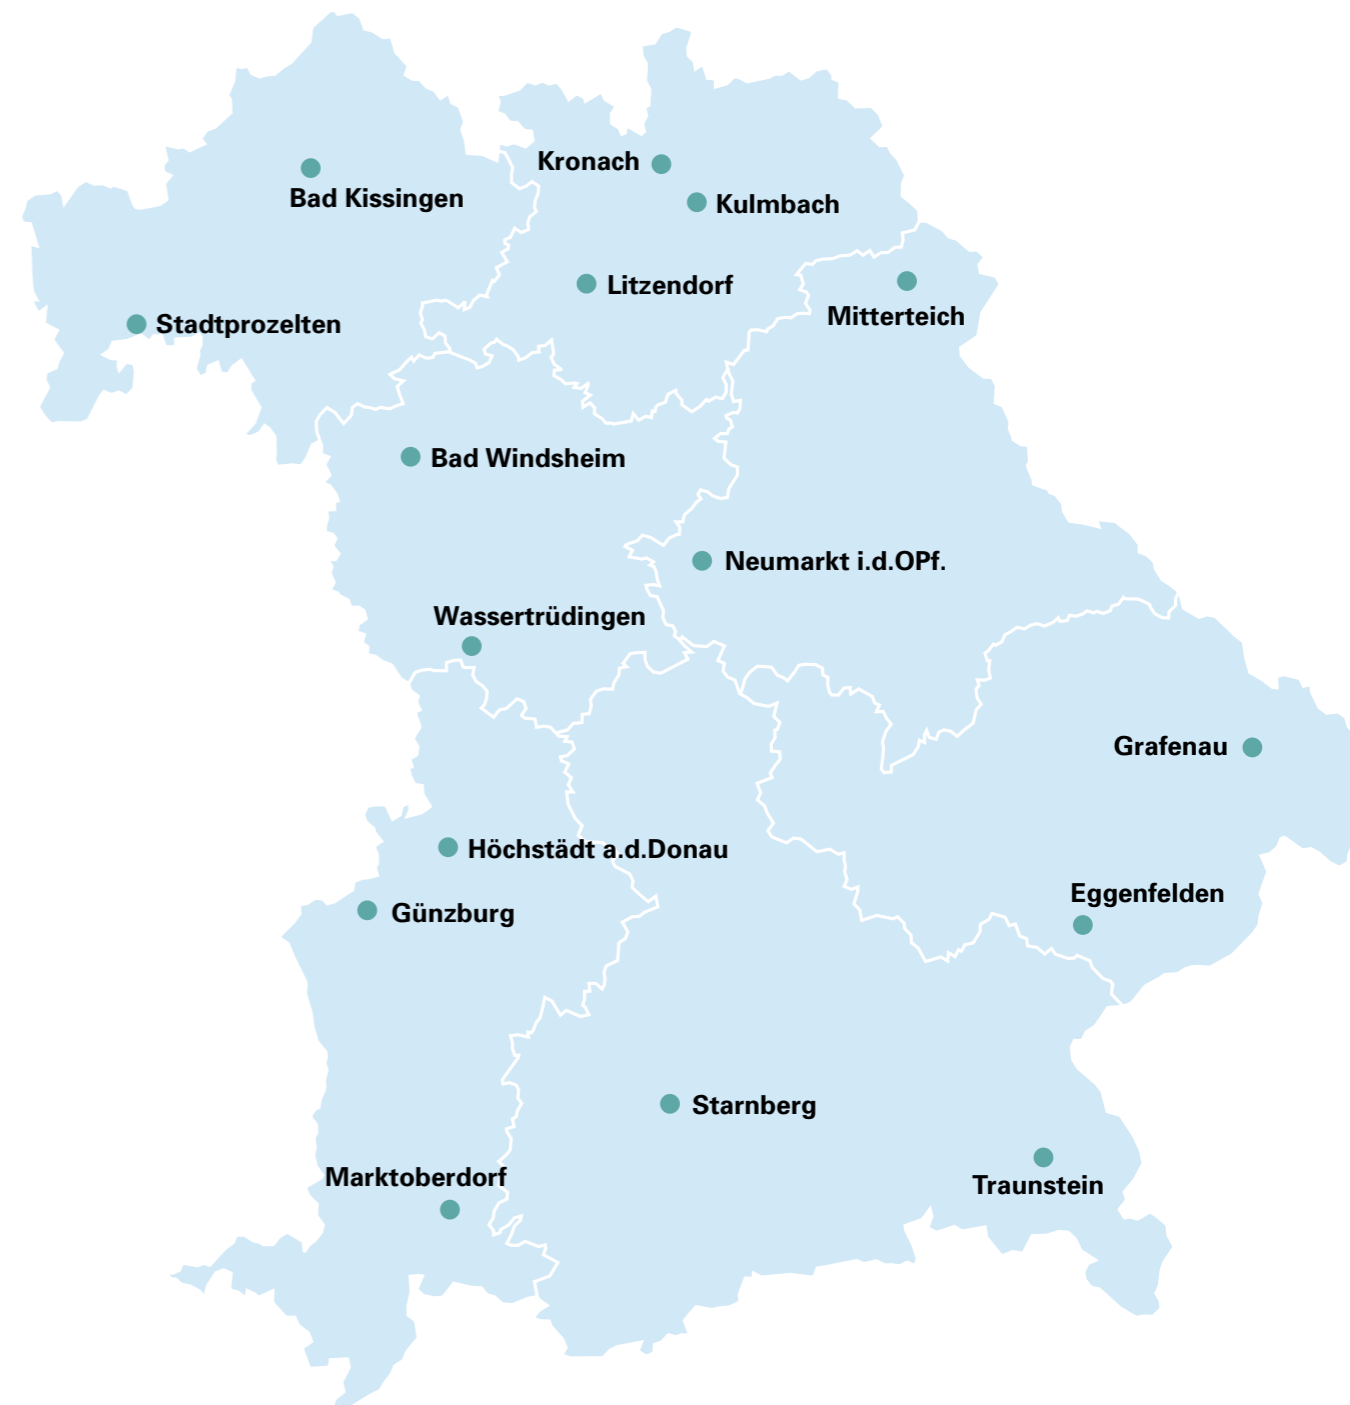 Kronach
Bad Kissingen
Kulmbach
Litzendorf
Mitterteich
Stadtprozelten
Bad Windsheim
Neumarkt i.d.OPf.
Wassertrüdingen
Grafenau
Höchstädt a.d.Donau
Eggenfelden
Günzburg
Starnberg
Marktoberdorf
Traunstein